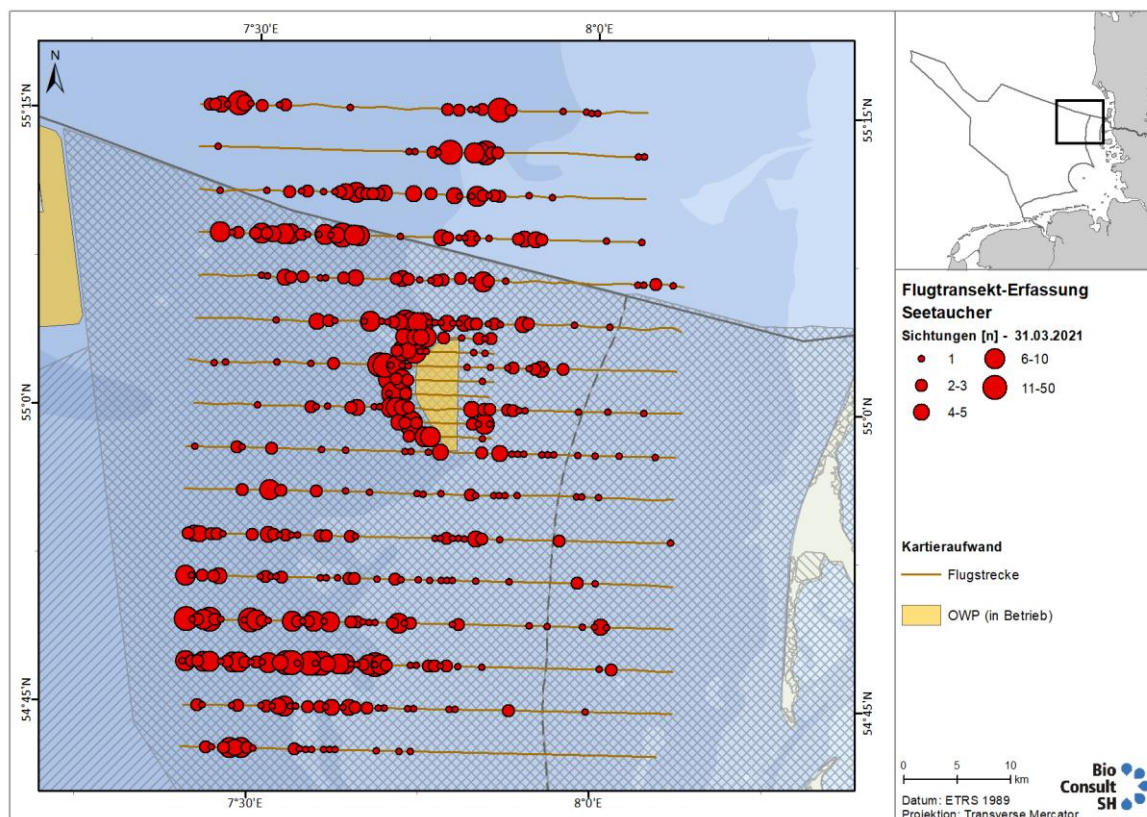 7°30'E
8°0'E
N
55°15'N
55°15'N
55°0'N
55°0'N
54°45'N
54°45'N
7°30'E
8°0'E
Flugtransekt-Erfassung
Seetaucher
Sichtungen [n] - 31.03.2021
1
6-10
2-3
11-50
4-5
Kartieraufwand
Flugstrecke
OWP (in Betrieb)
0 5 10
km
Datum: ETRS 1989
Projektion: Transverse Mercator
Bio
Consult
SH